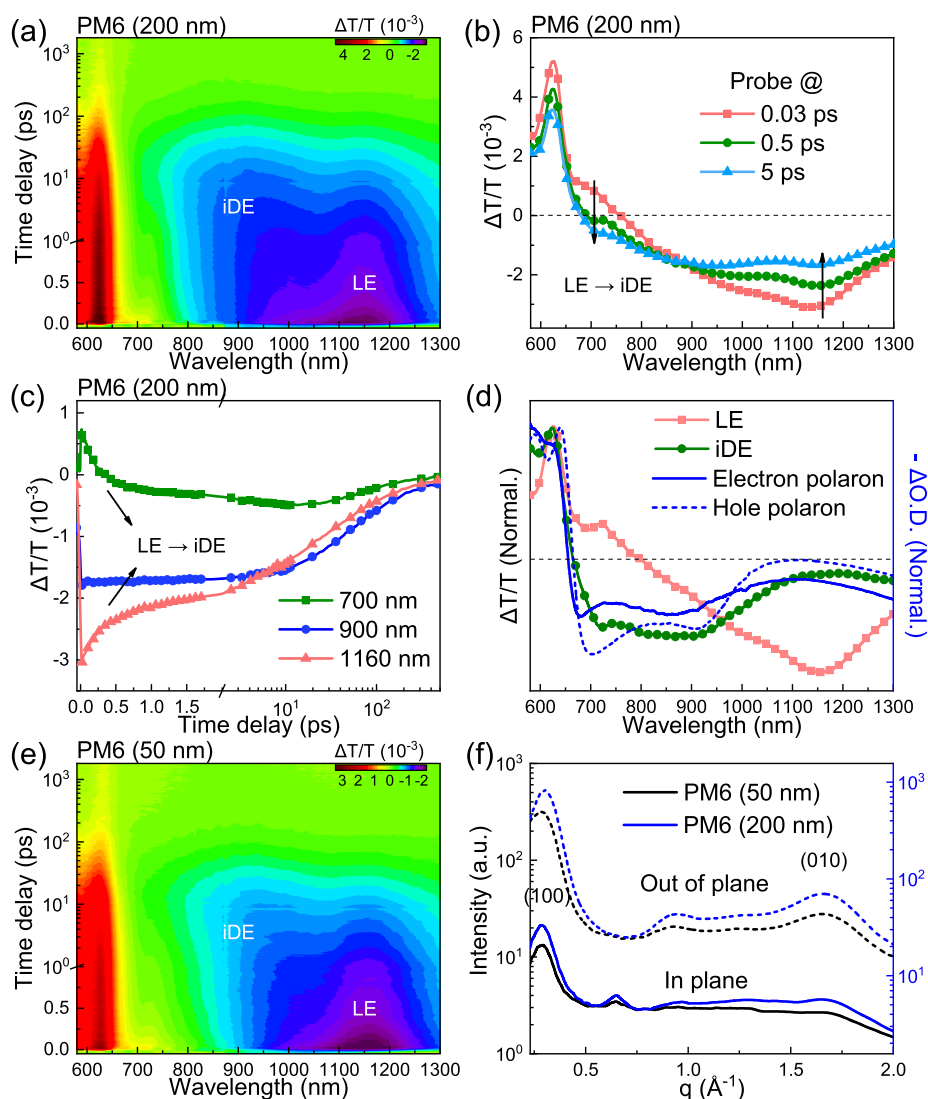 (a) PM6 (200 nm) ΔT/T (10⁻³)
4 2 0 -2
10³
10²
10¹
10⁰
0.5
0.0
Time delay (ps)
iDE
LE
600 700 800 900 1000 1100 1200 1300
Wavelength (nm)
(b) PM6 (200 nm)
6
4
2
0
-2
ΔT/T (10⁻³)
Probe @
0.03 ps
0.5 ps
5 ps
LE → iDE
600 700 800 900 1000 1100 1200 1300
Wavelength (nm)
(c) PM6 (200 nm)
1
0
-1
-2
-3
ΔT/T (10⁻³)
LE → iDE
700 nm
900 nm
1160 nm
0.0 0.5 1.0 1.5 10¹ 10²
Time delay (ps)
(d)
ΔT/T (Normal.)
LE
iDE
Electron polaron
Hole polaron
- ΔO.D. (Normal.)
600 700 800 900 1000 1100 1200 1300
Wavelength (nm)
(e) PM6 (50 nm) ΔT/T (10⁻³)
3 2 1 0 -1 -2
10³
10²
10¹
10⁰
0.5
0.0
Time delay (ps)
iDE
LE
600 700 800 900 1000 1100 1200 1300
Wavelength (nm)
(f)
10³
10²
10¹
10⁰
Intensity (a.u.)
PM6 (50 nm)
PM6 (200 nm)
(100)
(010)
Out of plane
In plane
10³
10²
10¹
0.5 1.0 1.5 2.0
q (Å⁻¹)